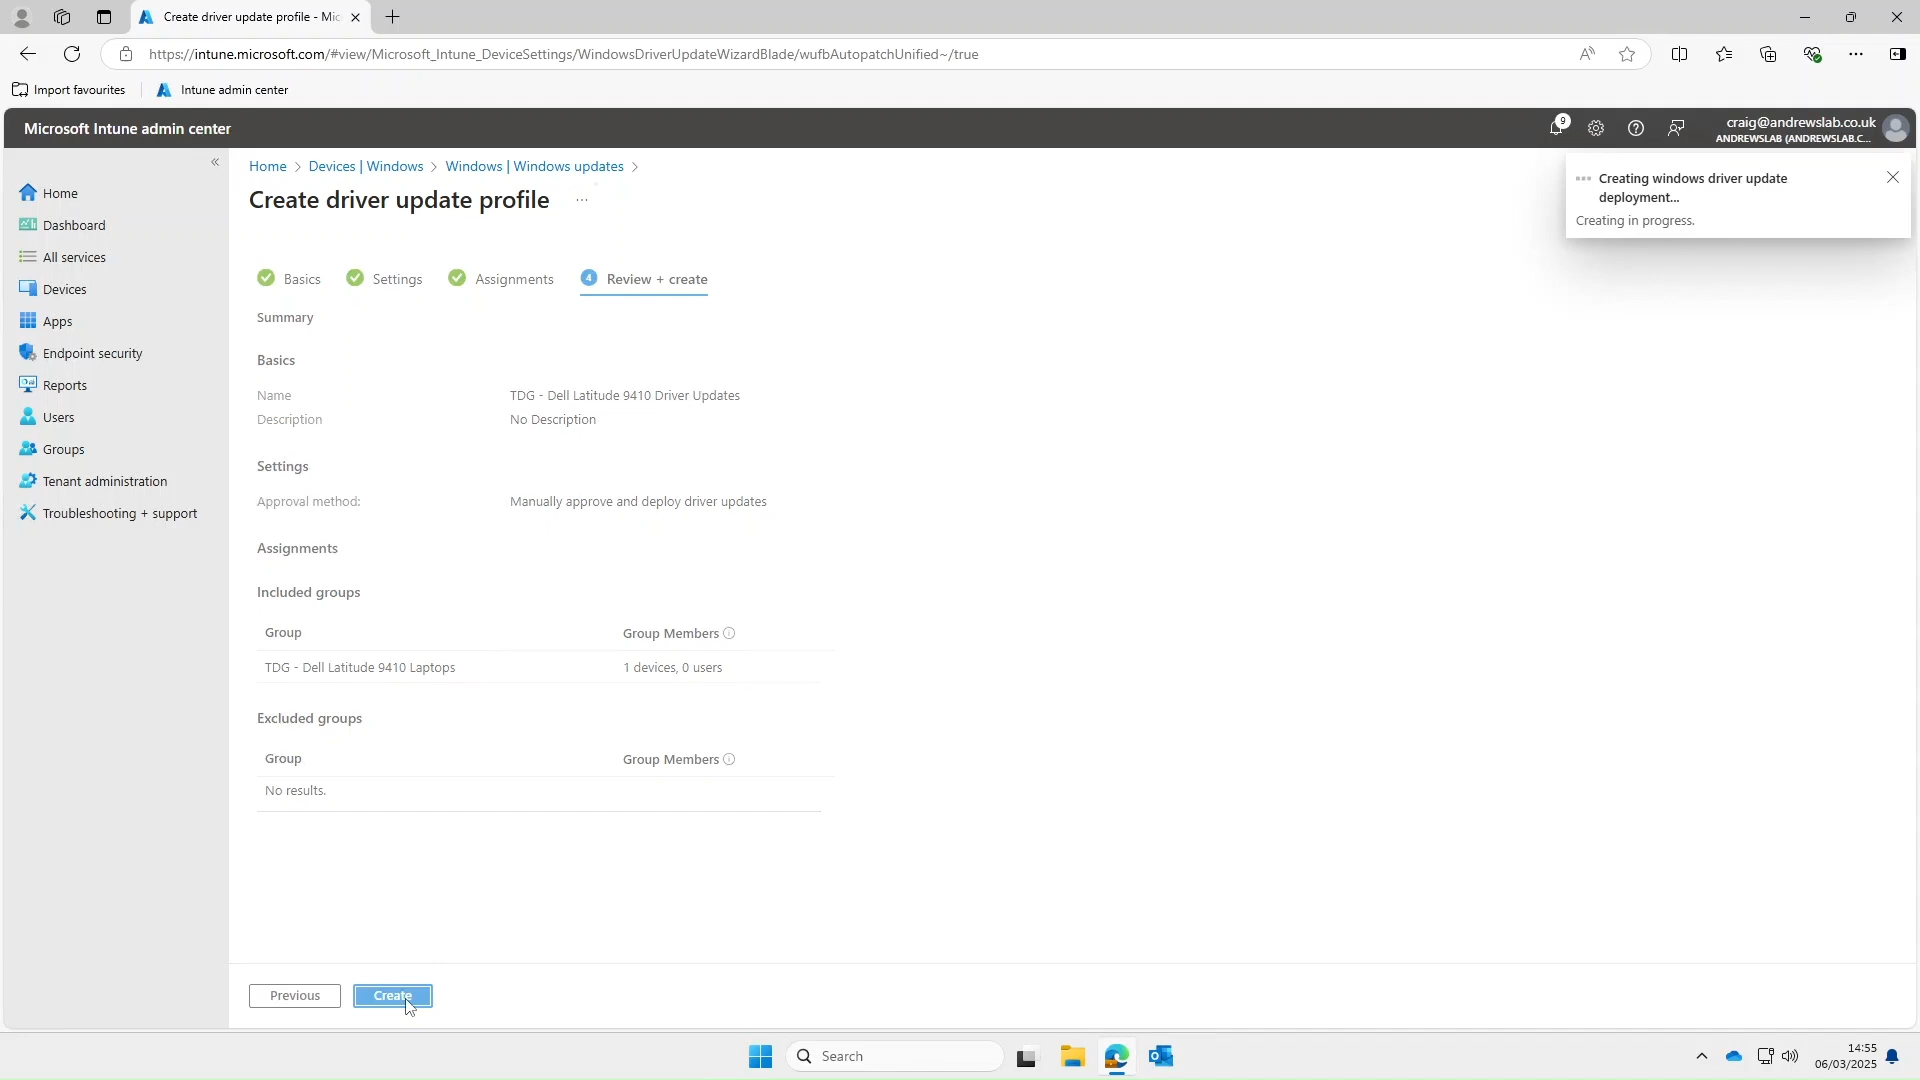 Create driver update profile - Mic
https://intune.microsoft.com/#view/Microsoft_Intune_DeviceSettings/WindowsDriverUpdateWizardBlade/wufbAutopatchUnified~/true
Import favourites
Intune admin center
Microsoft Intune admin center
9
craig@andrewslab.co.uk
ANDREWSLAB (ANDREWSLAB.C...
Home > Devices | Windows > Windows | Windows updates >
Create driver update profile ...
Creating windows driver update
deployment...
Creating in progress.
Home
Dashboard
All services
Devices
Apps
Endpoint security
Reports
Users
Groups
Tenant administration
Troubleshooting + support
Basics
Settings
Assignments
4 Review + create
Summary
Basics
Name TDG - Dell Latitude 9410 Driver Updates
Description No Description
Settings
Approval method: Manually approve and deploy driver updates
Assignments
Included groups
Group Group Members
TDG - Dell Latitude 9410 Laptops 1 devices, 0 users
Excluded groups
Group Group Members
No results.
Previous
Create
Search
14:55
06/03/2025